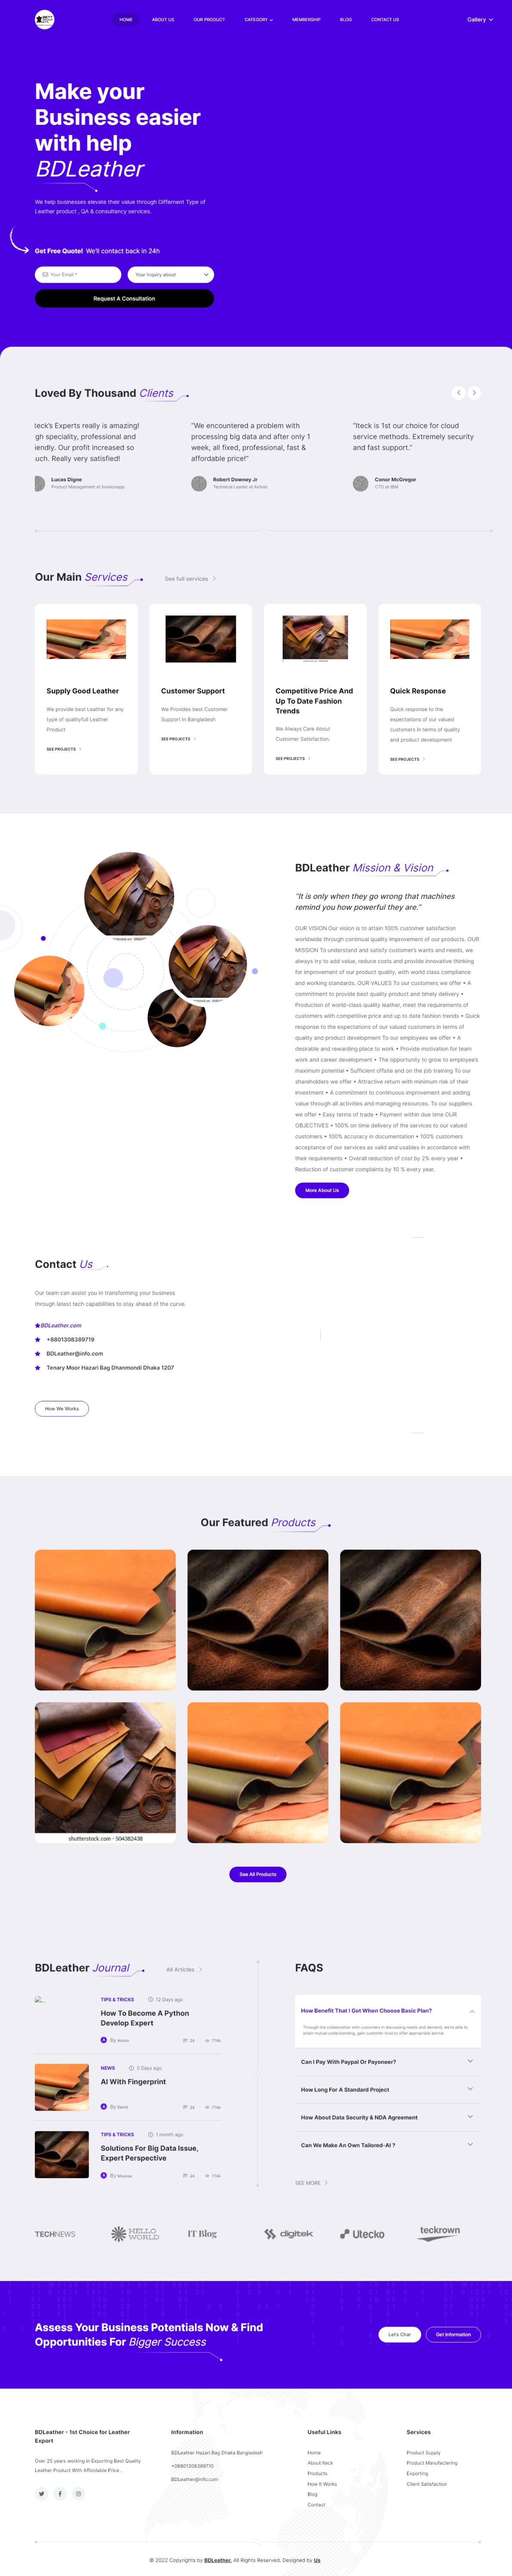 HOME
ABOUT US
OUR PRODUCT
CATEGORY
MEMBERSHIP
BLOG
CONTACT US
Gallery
Make your
Business easier
with help
BDLeather
We help businesses elevate their value through Differnent Type of
Leather product , QA & consultancy services.
Get Free Quote! We'll contact back in 24h
Your Email *
Your inquiry about
Request A Consultation
Loved By Thousand Clients
teck's Experts really is amazing!
gh speciality, professional and
endly. Our profit increased so
uch. Really very satisfied!
Lucas Digne
Product Management at Invisionapp
"We encountered a problem with
processing big data and after only 1
week, all fixed, professional, fast &
affordable price!"
Robert Downey Jr
Technical Leader at Airbnb
"Iteck is 1st our choice for cloud
service methods. Extremely security
and fast support."
Conor McGregor
CTO at IBM
Our Main Services
See full services
Supply Good Leather
We provide best Leather for any
type of qualityfull Leather
Product
SEE PROJECTS
Customer Support
We Provides best Customer
Support in Bangladesh
SEE PROJECTS
Competitive Price And
Up To Date Fashion
Trends
We Always Care About
Customer Satisfaction.
SEE PROJECTS
Quick Response
Quick response to the
expectations of our valued
customers in terms of quality
and product development
SEE PROJECTS
BDLeather Mission & Vision
"It is only when they go wrong that machines
remind you how powerful they are."
OUR VISION Our vision is to attain 100% customer satisfaction
worldwide through continual quality improvement of our products. OUR
MISSION To understand and satisfy customer's wants and needs, we
always try to add value, reduce costs and provide innovative thinking
for improvement of our product quality, with world class compliance
and working standards. OUR VALUES To our customers we offer • A
commitment to provide best quality product and timely delivery •
Production of world-class quality leather, meet the requirements of
customers with competitive price and up to date fashion trends • Quick
response to the expectations of our valued customers in terms of
quality and product development To our employees we offer • A
desirable and rewarding place to work • Provide motivation for team
work and career development • The opportunity to grow to employee's
maximum potential • Sufficient offsite and on the job training To our
shareholders we offer • Attractive return with minimum risk of their
investment • A commitment to continuous improvement and adding
value through all activities and managing resources. To our suppliers
we offer • Easy terms of trade • Payment within due time OUR
OBJECTIVES • 100% on time delivery of the services to our valued
customers • 100% accuracy in documentation • 100% customers
acceptance of our services as valid and usables in accordance with
their requirements • Overall reduction of cost by 2% every year •
Reduction of customer complaints by 10 % every year.
More About Us
Contact Us
Our team can assist you in transforming your business
through latest tech capabilities to stay ahead of the curve.
BDLeather.com
+8801308389719
BDLeather@info.com
Tenary Moor Hazari Bag Dhanmondi Dhaka 1207
How We Works
Our Featured Products
shutterstock.com · 504382438
See All Products
BDLeather Journal
All Articles
TIPS & TRICKS
12 Days ago
How To Become A Python
Develop Expert
A By Admin
24
774k
NEWS
5 Days ago
AI With Fingerprint
A By David
24
774k
TIPS & TRICKS
1 month ago
Solutions For Big Data Issue,
Expert Perspective
A By Moussa
24
774k
FAQS
How Benefit That I Got When Choose Basic Plan?
Through the collaboration with customers in discussing needs and demand, we're able to
attain mutual understanding, gain customer trust to offer appropriate advice
Can I Pay With Paypal Or Payoneer?
How Long For A Standard Project
How About Data Security & NDA Agreement
Can We Make An Own Tailored-AI ?
SEE MORE
TECHNEWS
HELLO
WORLD
IT Blog
digitek
Utecko
teckrown
Assess Your Business Potentials Now & Find
Opportunities For Bigger Success
Let's Char
Get Information
BDLeather - 1st Choice for Leather
Export
Over 25 years working in Exporting Best Quality
Leather Product With Affordable Price .
Information
BDLeather Hazari Bag Dhaka Bangladesh
+08801308389710
BDLeather@info.com
Useful Links
Home
About Iteck
Products
How It Works
Blog
Contact
Services
Product Supply
Product Manufactering
Exporting
Client Satisfaction
© 2022 Copyrights by BDLeather. All Rights Reserved. Designed by Us